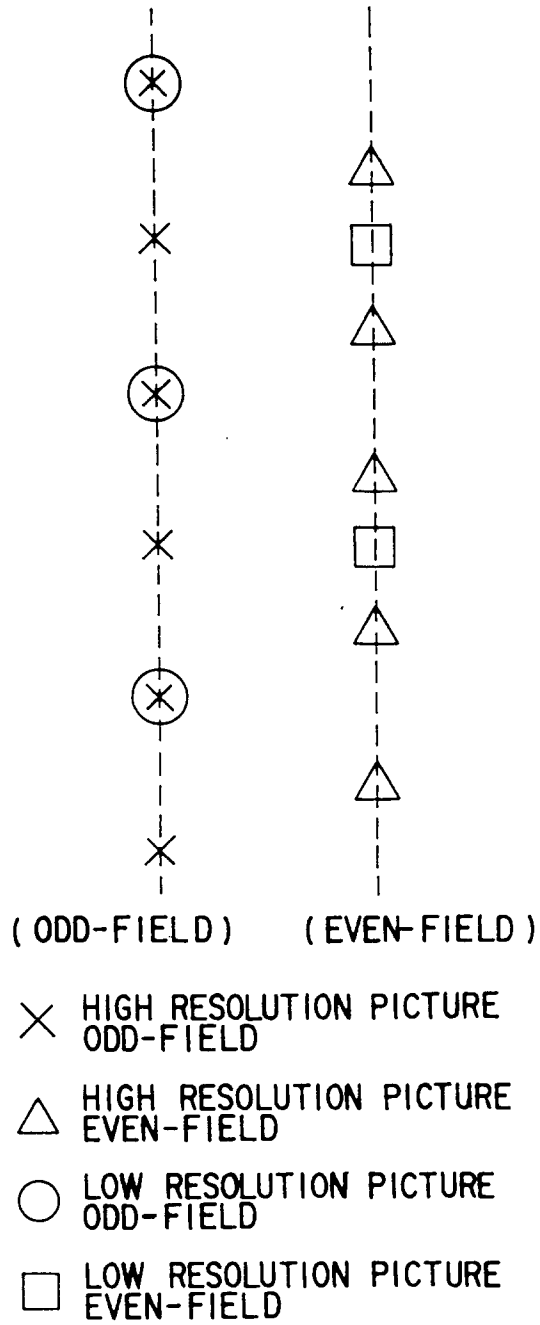 ( ODD-FIELD )
( EVEN-FIELD )
HIGH RESOLUTION PICTURE
ODD-FIELD
HIGH RESOLUTION PICTURE
EVEN-FIELD
LOW RESOLUTION PICTURE
ODD-FIELD
LOW RESOLUTION PICTURE
EVEN-FIELD